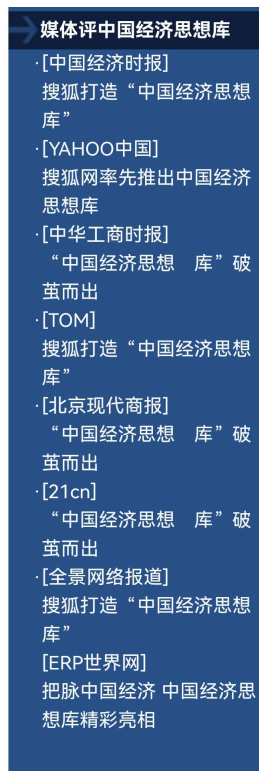 媒体评中国经济思想库
·[中国经济时报]
搜狐打造“中国经济思想
库”
·[YAHOO中国]
搜狐网率先推出中国经济
思想库
·[中华工商时报]
“中国经济思想　库”破
茧而出
·[TOM]
搜狐打造“中国经济思想
库”
·[北京现代商报]
“中国经济思想　库”破
茧而出
·[21cn]
“中国经济思想　库”破
茧而出
·[全景网络报道]
搜狐打造“中国经济思想
库”
[ERP世界网]
把脉中国经济 中国经济思
想库精彩亮相